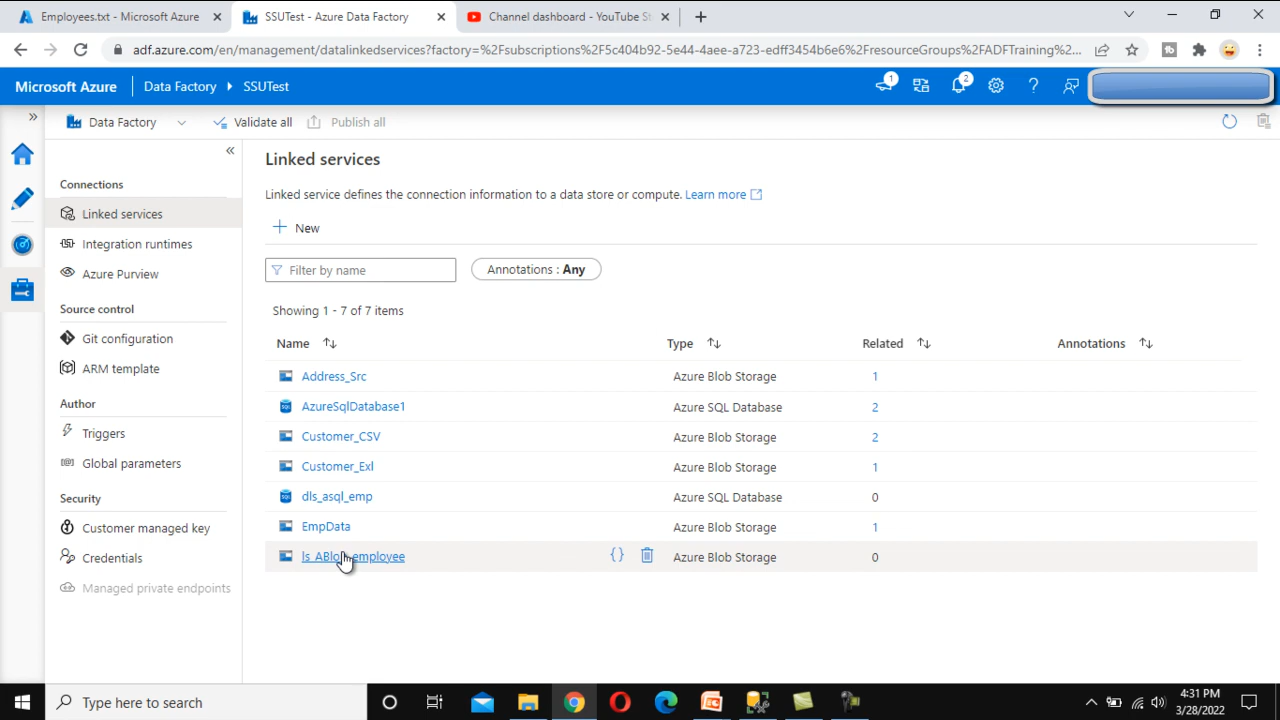 Employees.txt - Microsoft Azure
SSUTest - Azure Data Factory
Channel dashboard - YouTube St
adf.azure.com/en/management/datalinkedservices?factory=%2Fsubscriptions%2F5c404b92-5e44-4aee-a723-edff3454b6e6%2FresourceGroups%2FADFTraining%2...
Microsoft Azure
Data Factory
SSUTest
1
2
Data Factory
Validate all
Publish all
Connections
Linked services
Integration runtimes
Azure Purview
Source control
Git configuration
ARM template
Author
Triggers
Global parameters
Security
Customer managed key
Credentials
Managed private endpoints
Linked services
Linked service defines the connection information to a data store or compute. Learn more
New
Filter by name
Annotations : Any
Showing 1 - 7 of 7 items
Name Type Related Annotations
Address_Src Azure Blob Storage 1
AzureSqlDatabase1 Azure SQL Database 2
Customer_CSV Azure Blob Storage 2
Customer_Exl Azure Blob Storage 1
dls_asql_emp Azure SQL Database 0
EmpData Azure Blob Storage 1
Azure Blob Storage 0
Type here to search
4:31 PM
3/28/2022